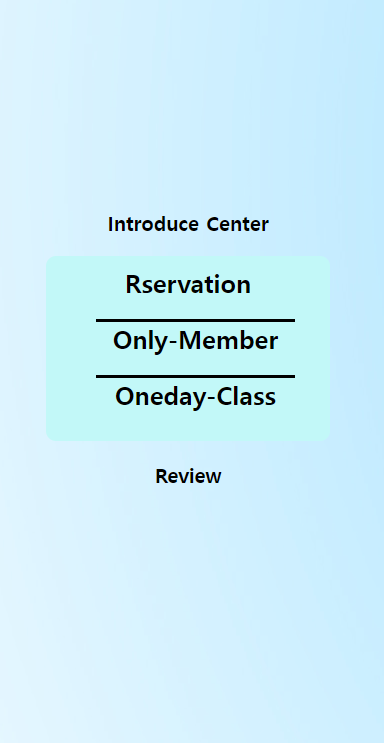 Introduce Center
Rservation
Only-Member
Oneday-Class
Review